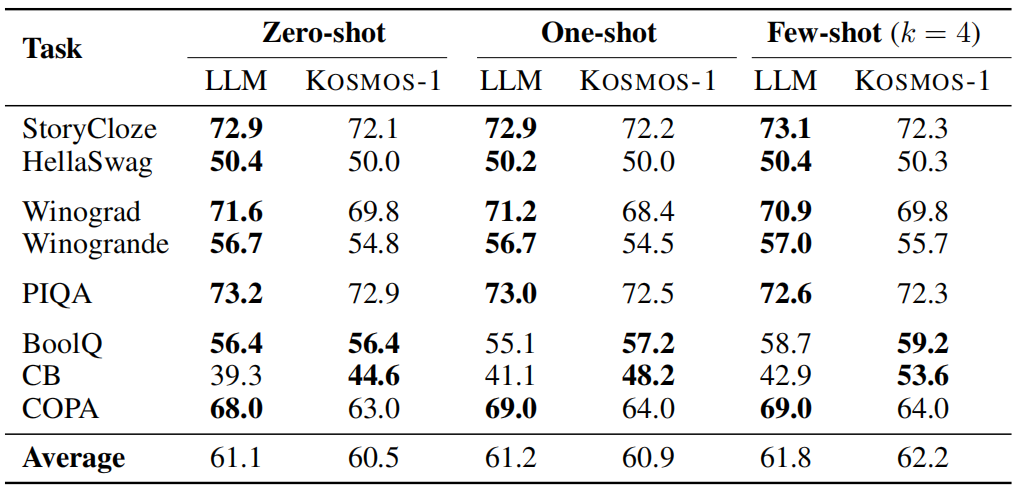 Task Zero-shot One-shot Few-shot (k = 4)
LLM KOSMOS-1 LLM KOSMOS-1 LLM KOSMOS-1
StoryCloze 72.9 72.1 72.9 72.2 73.1 72.3
HellaSwag 50.4 50.0 50.2 50.0 50.4 50.3
Winograd 71.6 69.8 71.2 68.4 70.9 69.8
Winogrande 56.7 54.8 56.7 54.5 57.0 55.7
PIQA 73.2 72.9 73.0 72.5 72.6 72.3
BoolQ 56.4 56.4 55.1 57.2 58.7 59.2
CB 39.3 44.6 41.1 48.2 42.9 53.6
COPA 68.0 63.0 69.0 64.0 69.0 64.0
Average 61.1 60.5 61.2 60.9 61.8 62.2